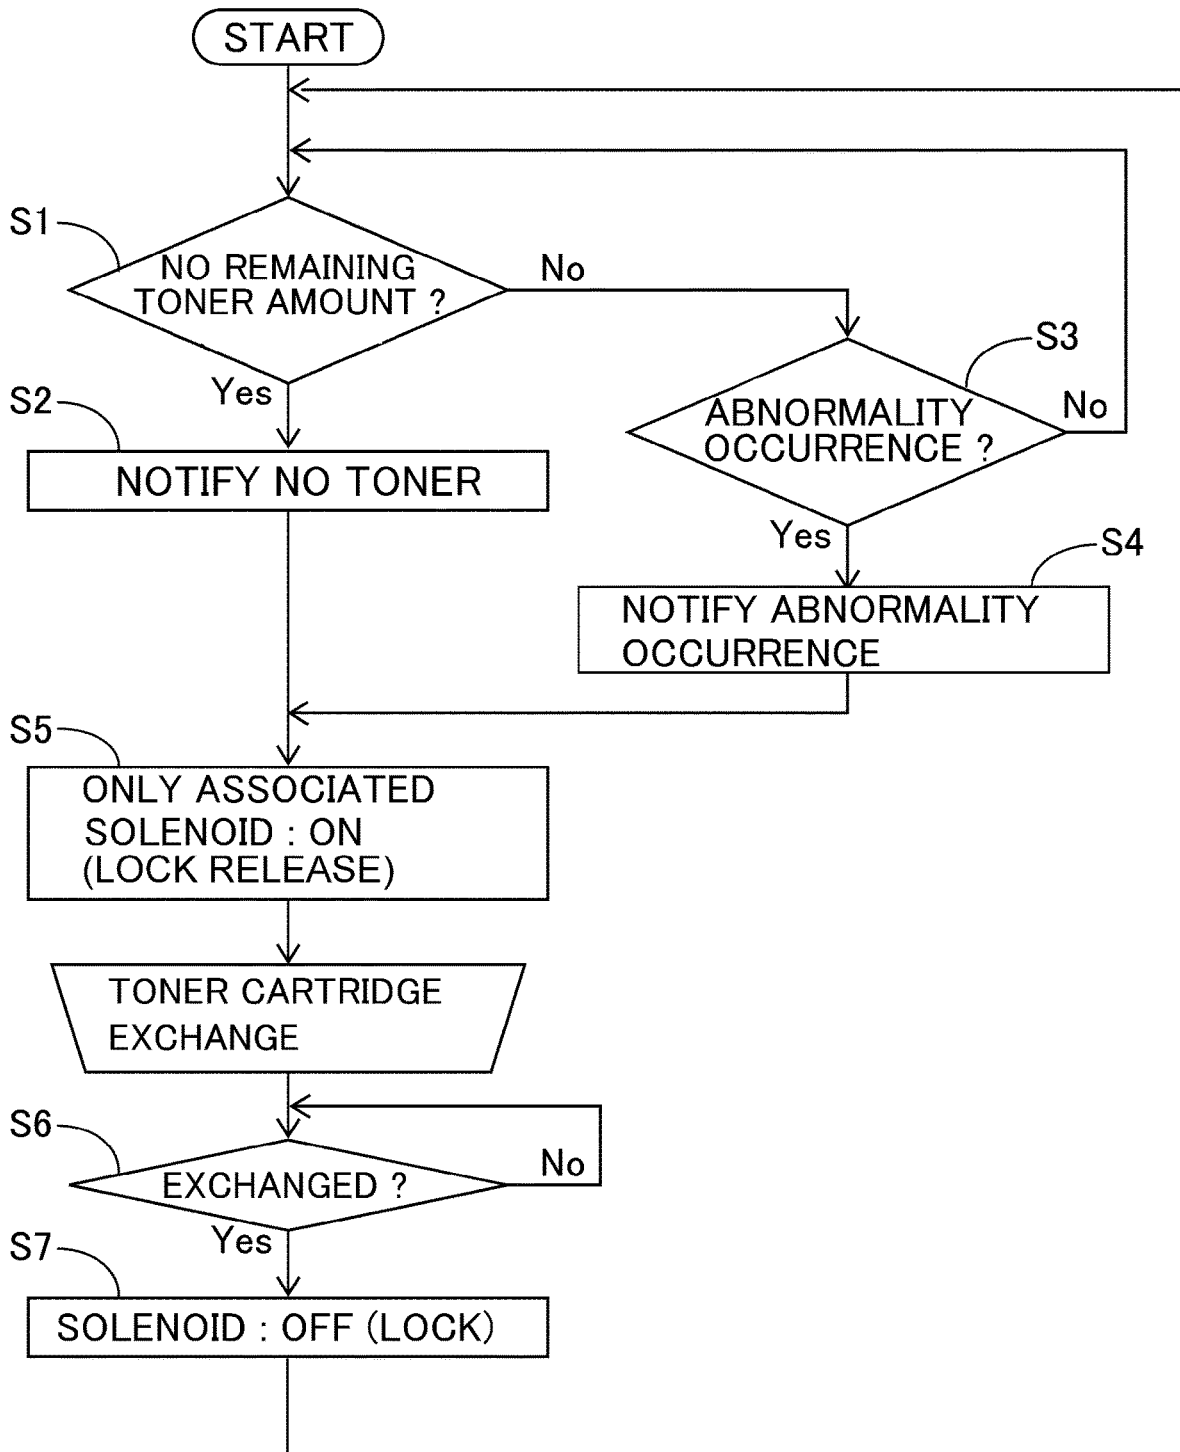 START
S1
NO REMAINING
TONER AMOUNT ?
No
Yes
S3
ABNORMALITY
OCCURRENCE ?
No
Yes
S2
NOTIFY NO TONER
S4
NOTIFY ABNORMALITY
OCCURRENCE
S5
ONLY ASSOCIATED
SOLENOID : ON
(LOCK RELEASE)
TONER CARTRIDGE
EXCHANGE
S6
EXCHANGED ?
No
Yes
S7
SOLENOID : OFF (LOCK)